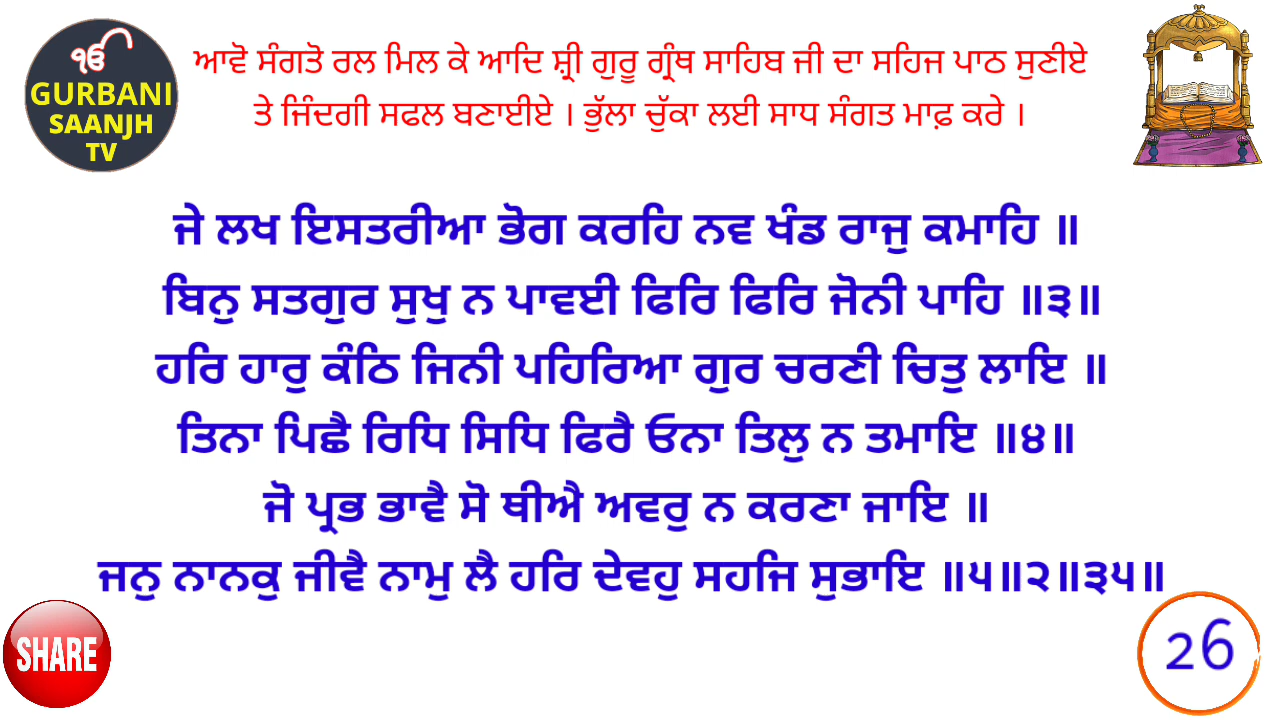 ੴ
GURBANI
SAANJH
TV
ਆਵੋ ਸੰਗਤੋ ਰਲ ਮਿਲ ਕੇ ਆਦਿ ਸ਼੍ਰੀ ਗੁਰੂ ਗ੍ਰੰਥ ਸਾਹਿਬ ਜੀ ਦਾ ਸਹਿਜ ਪਾਠ ਸੁਣੀਏ
ਤੇ ਜਿੰਦਗੀ ਸਫਲ ਬਣਾਈਏ । ਭੁੱਲਾ ਚੁੱਕਾ ਲਈ ਸਾਧ ਸੰਗਤ ਮਾਫ਼ ਕਰੇ ।
ਜੇ ਲਖ ਇਸਤਰੀਆ ਭੋਗ ਕਰਹਿ ਨਵ ਖੰਡ ਰਾਜੁ ਕਮਾਹਿ ॥
ਬਿਨੁ ਸਤਗੁਰ ਸੁਖੁ ਨ ਪਾਵਈ ਫਿਰਿ ਫਿਰਿ ਜੋਨੀ ਪਾਹਿ ॥੩॥
ਹਰਿ ਹਾਰੁ ਕੰਠਿ ਜਿਨੀ ਪਹਿਰਿਆ ਗੁਰ ਚਰਣੀ ਚਿਤੁ ਲਾਇ ॥
ਤਿਨਾ ਪਿਛੈ ਰਿਧਿ ਸਿਧਿ ਫਿਰੈ ਓਨਾ ਤਿਲੁ ਨ ਤਮਾਇ ॥੪॥
ਜੋ ਪ੍ਰਭ ਭਾਵੈ ਸੋ ਥੀਐ ਅਵਰੁ ਨ ਕਰਣਾ ਜਾਇ ॥
ਜਨੁ ਨਾਨਕੁ ਜੀਵੈ ਨਾਮੁ ਲੈ ਹਰਿ ਦੇਵਹੁ ਸਹਜਿ ਸੁਭਾਇ ॥੫॥੨॥੩੫॥
SHARE
26